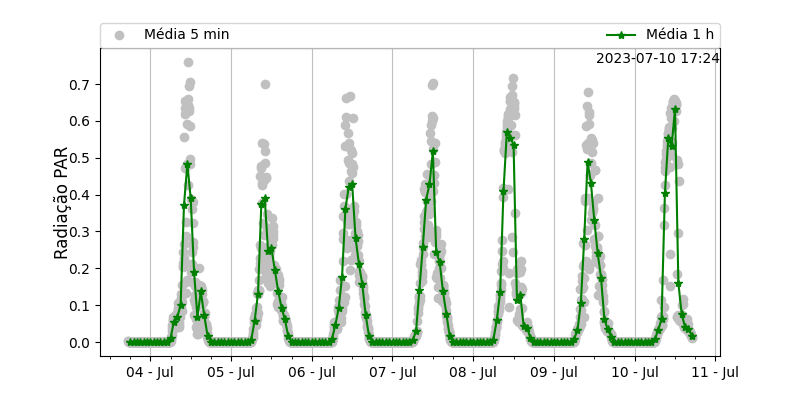 Média 5 min
Média 1 h
2023-07-10 17:24
Radiação PAR
0.7
0.6
0.5
0.4
0.3
0.2
0.1
0.0
04 - Jul
05 - Jul
06 - Jul
07 - Jul
08 - Jul
09 - Jul
10 - Jul
11 - Jul